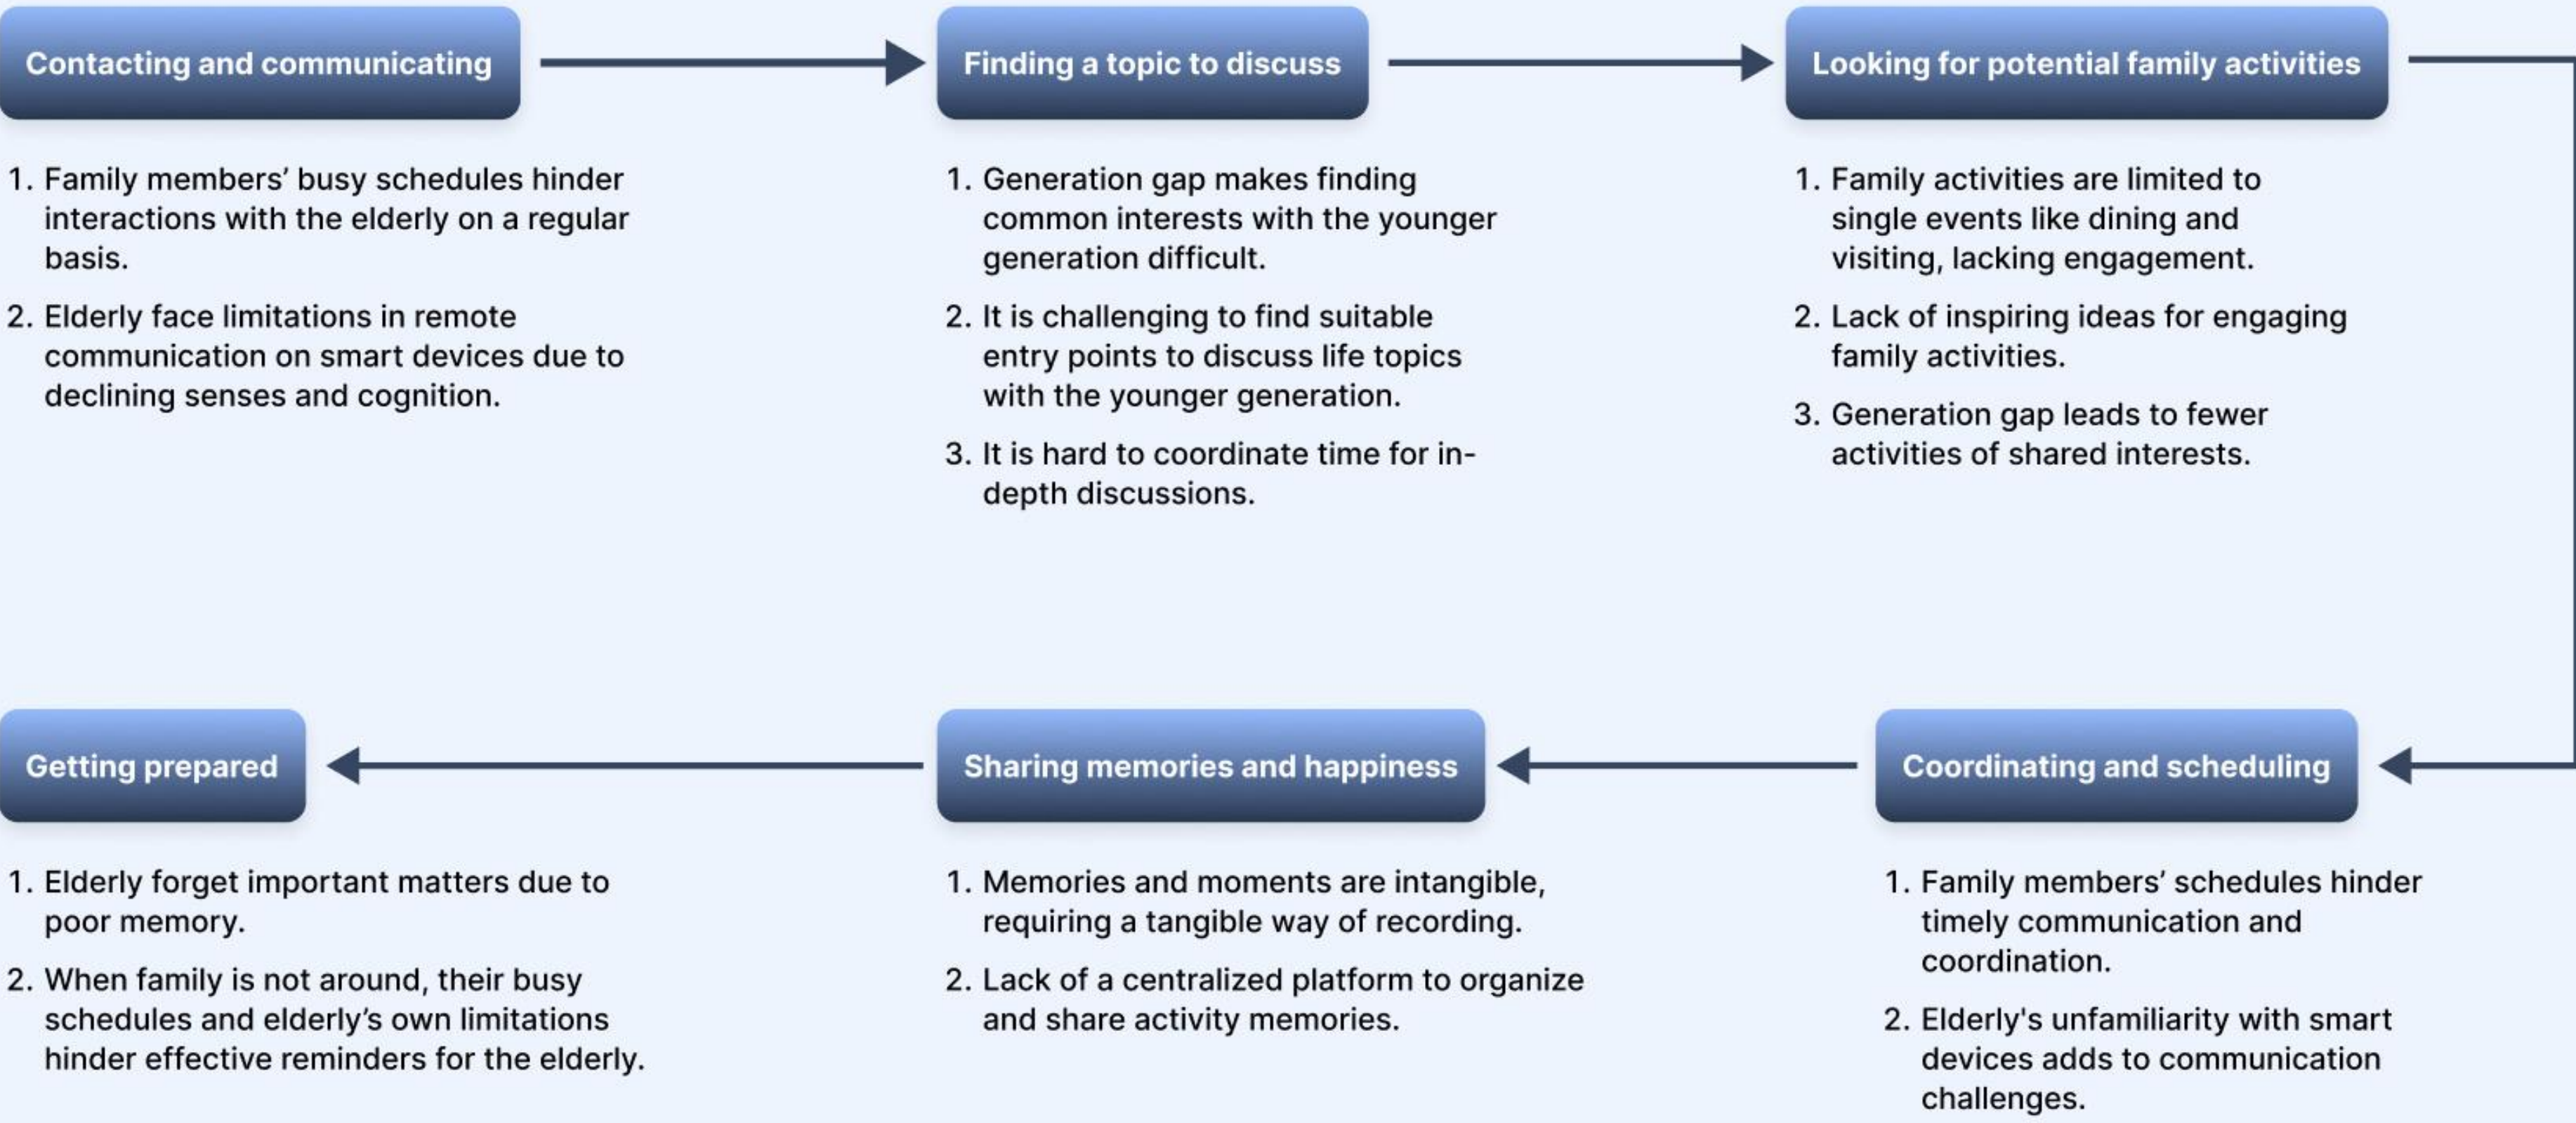 Contacting and communicating
1. Family members’ busy schedules hinder
interactions with the elderly on a regular
basis.
2. Elderly face limitations in remote
communication on smart devices due to
declining senses and cognition.
Finding a topic to discuss
1. Generation gap makes finding
common interests with the younger
generation difficult.
2. It is challenging to find suitable
entry points to discuss life topics
with the younger generation.
3. It is hard to coordinate time for in-
depth discussions.
Looking for potential family activities
1. Family activities are limited to
single events like dining and
visiting, lacking engagement.
2. Lack of inspiring ideas for engaging
family activities.
3. Generation gap leads to fewer
activities of shared interests.
Coordinating and scheduling
1. Family members’ schedules hinder
timely communication and
coordination.
2. Elderly's unfamiliarity with smart
devices adds to communication
challenges.
Sharing memories and happiness
1. Memories and moments are intangible,
requiring a tangible way of recording.
2. Lack of a centralized platform to organize
and share activity memories.
Getting prepared
1. Elderly forget important matters due to
poor memory.
2. When family is not around, their busy
schedules and elderly’s own limitations
hinder effective reminders for the elderly.